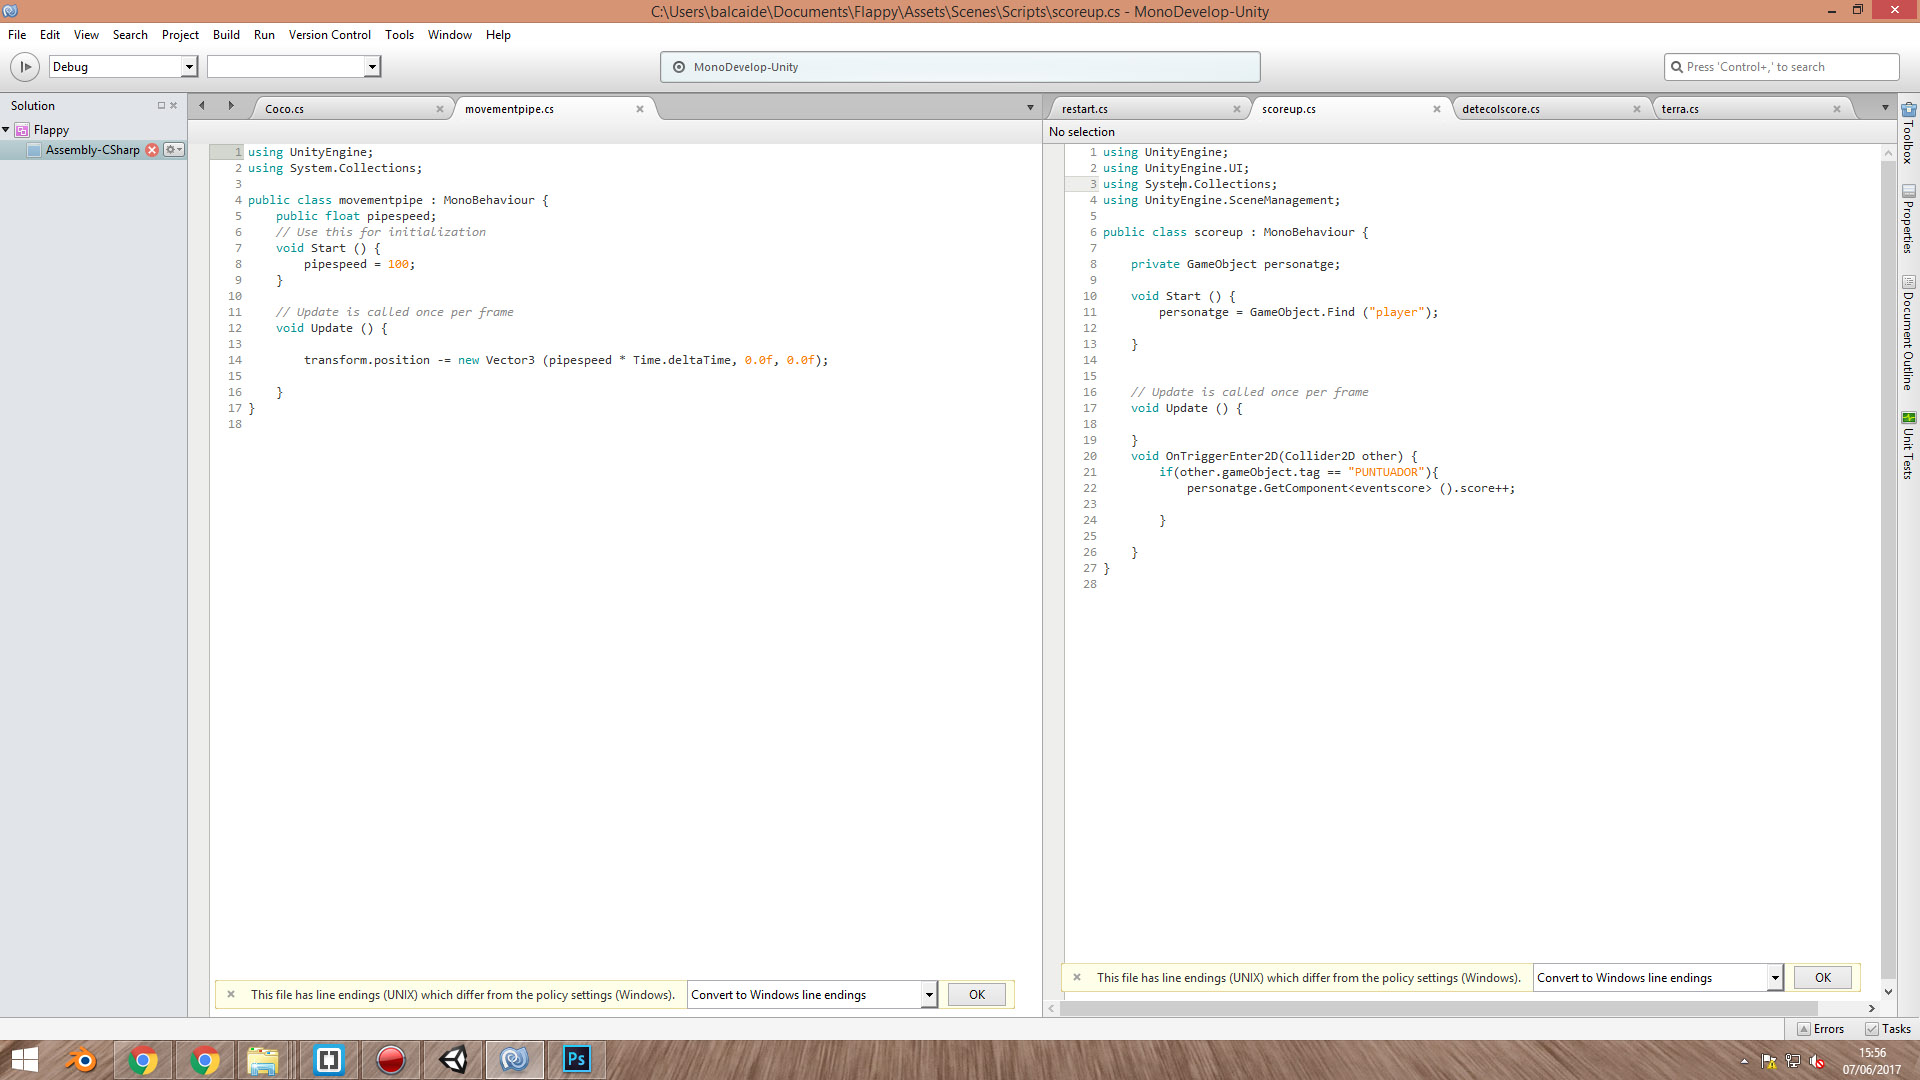 C:\Users\balcaide\Documents\Flappy\Assets\Scenes\Scripts\scoreup.cs - MonoDevelop-Unity
File Edit View Search Project Build Run Version Control Tools Window Help
Debug
MonoDevelop-Unity
Press 'Control+,' to search
Solution
Flappy
Assembly-CSharp
Coco.cs
movementpipe.cs
1 using UnityEngine;
2 using System.Collections;
3
4 public class movementpipe : MonoBehaviour {
5     public float pipespeed;
6     // Use this for initialization
7     void Start () {
8         pipespeed = 100;
9     }
10
11     // Update is called once per frame
12     void Update () {
13
14         transform.position -= new Vector3 (pipespeed * Time.deltaTime, 0.0f, 0.0f);
15
16     }
17 }
18
This file has line endings (UNIX) which differ from the policy settings (Windows).
Convert to Windows line endings
OK
restart.cs
scoreup.cs
detecolscore.cs
terra.cs
No selection
1 using UnityEngine;
2 using UnityEngine.UI;
3 using System.Collections;
4 using UnityEngine.SceneManagement;
5
6 public class scoreup : MonoBehaviour {
7
8     private GameObject personatge;
9
10     void Start () {
11         personatge = GameObject.Find ("player");
12
13     }
14
15
16     // Update is called once per frame
17     void Update () {
18
19     }
20     void OnTriggerEnter2D(Collider2D other) {
21         if(other.gameObject.tag == "PUNTUADOR"){
22             personatge.GetComponent<eventscore> ().score++;
23
24         }
25
26     }
27 }
28
This file has line endings (UNIX) which differ from the policy settings (Windows).
Convert to Windows line endings
OK
Toolbox
Properties
Document Outline
Unit Tests
Errors
Tasks
Ps
15:56
07/06/2017